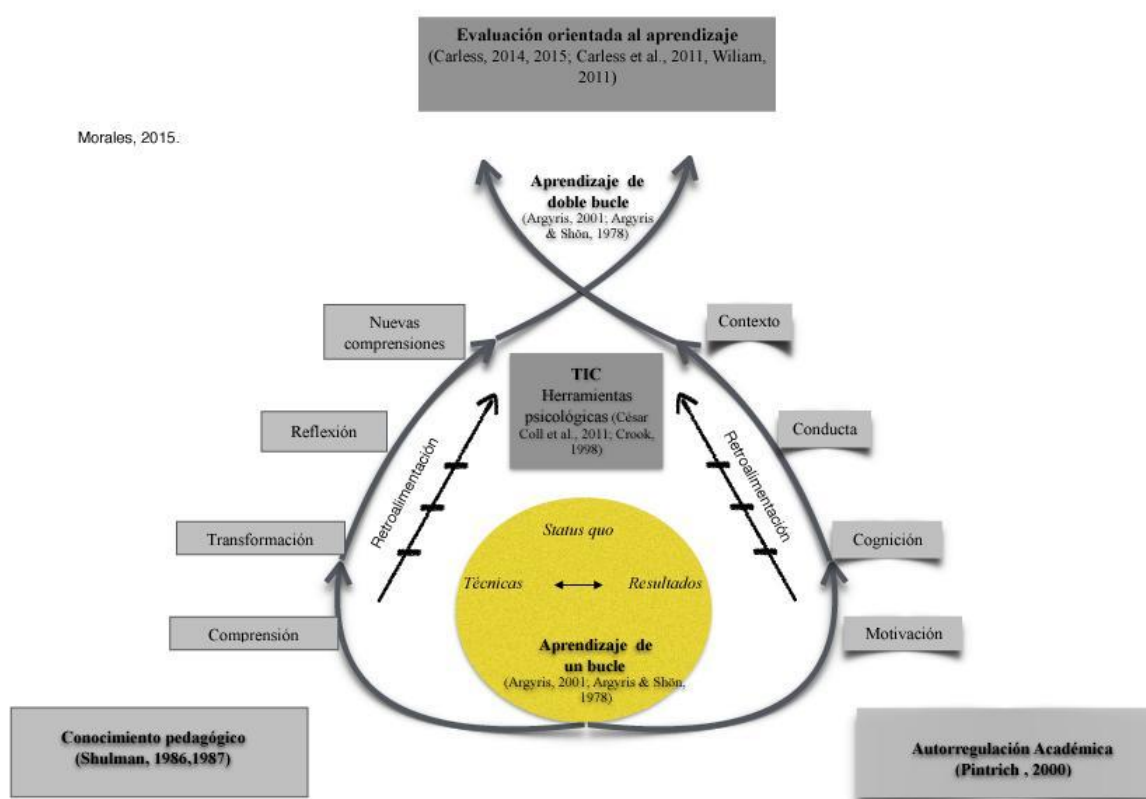 Evaluación orientada al aprendizaje
(Carless, 2014, 2015; Carless et al., 2011, Wiliam,
2011)
Morales, 2015.
Aprendizaje de
doble bucle
(Argyris, 2001; Argyris
& Shön, 1978)
Nuevas
comprensiones
Contexto
TIC
Herramientas
psicológicas (César
Coll et al., 2011; Crook,
1998)
Reflexión
Conducta
Retroalimentación
Retroalimentación
Transformación
Cognición
Status quo
Técnicas
Resultados
Comprensión
Motivación
Aprendizaje de
un bucle
(Argyris, 2001; Argyris & Shön,
1978)
Conocimiento pedagógico
(Shulman, 1986,1987)
Autorregulación Académica
(Pintrich , 2000)